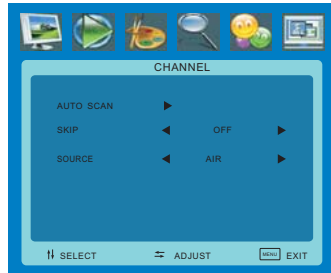 CHANNEL
AUTO SCAN
SKIP OFF
SOURCE AIR
SELECT ADJUST MENU EXIT